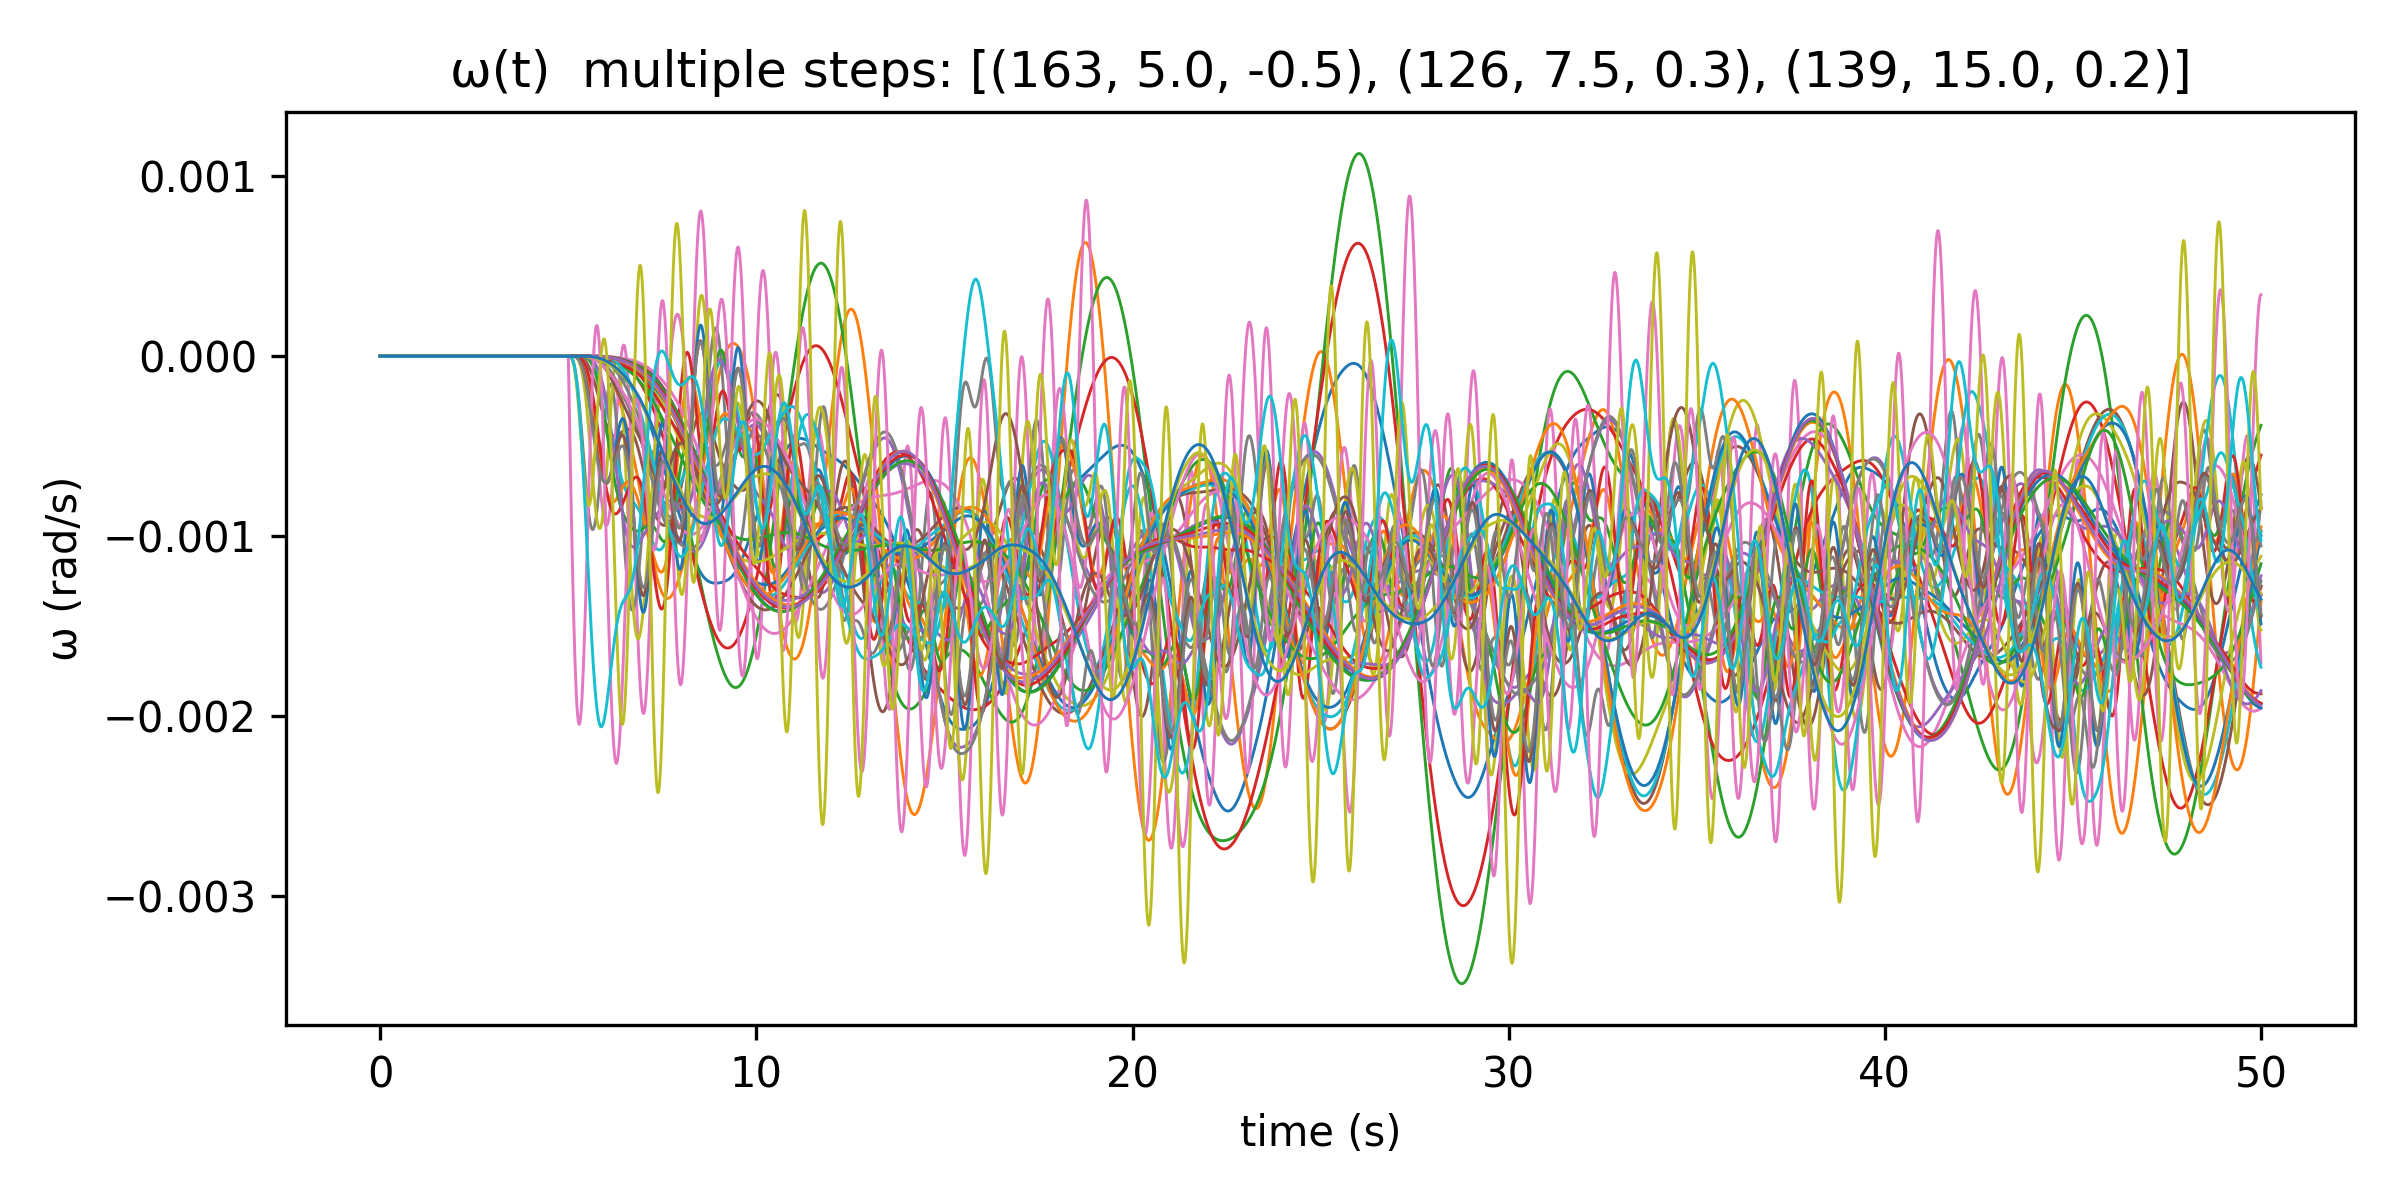 ω(t)  multiple steps: [(163, 5.0, -0.5), (126, 7.5, 0.3), (139, 15.0, 0.2)]
0.001
0.000
−0.001
−0.002
−0.003
ω (rad/s)
0 10 20 30 40 50
time (s)